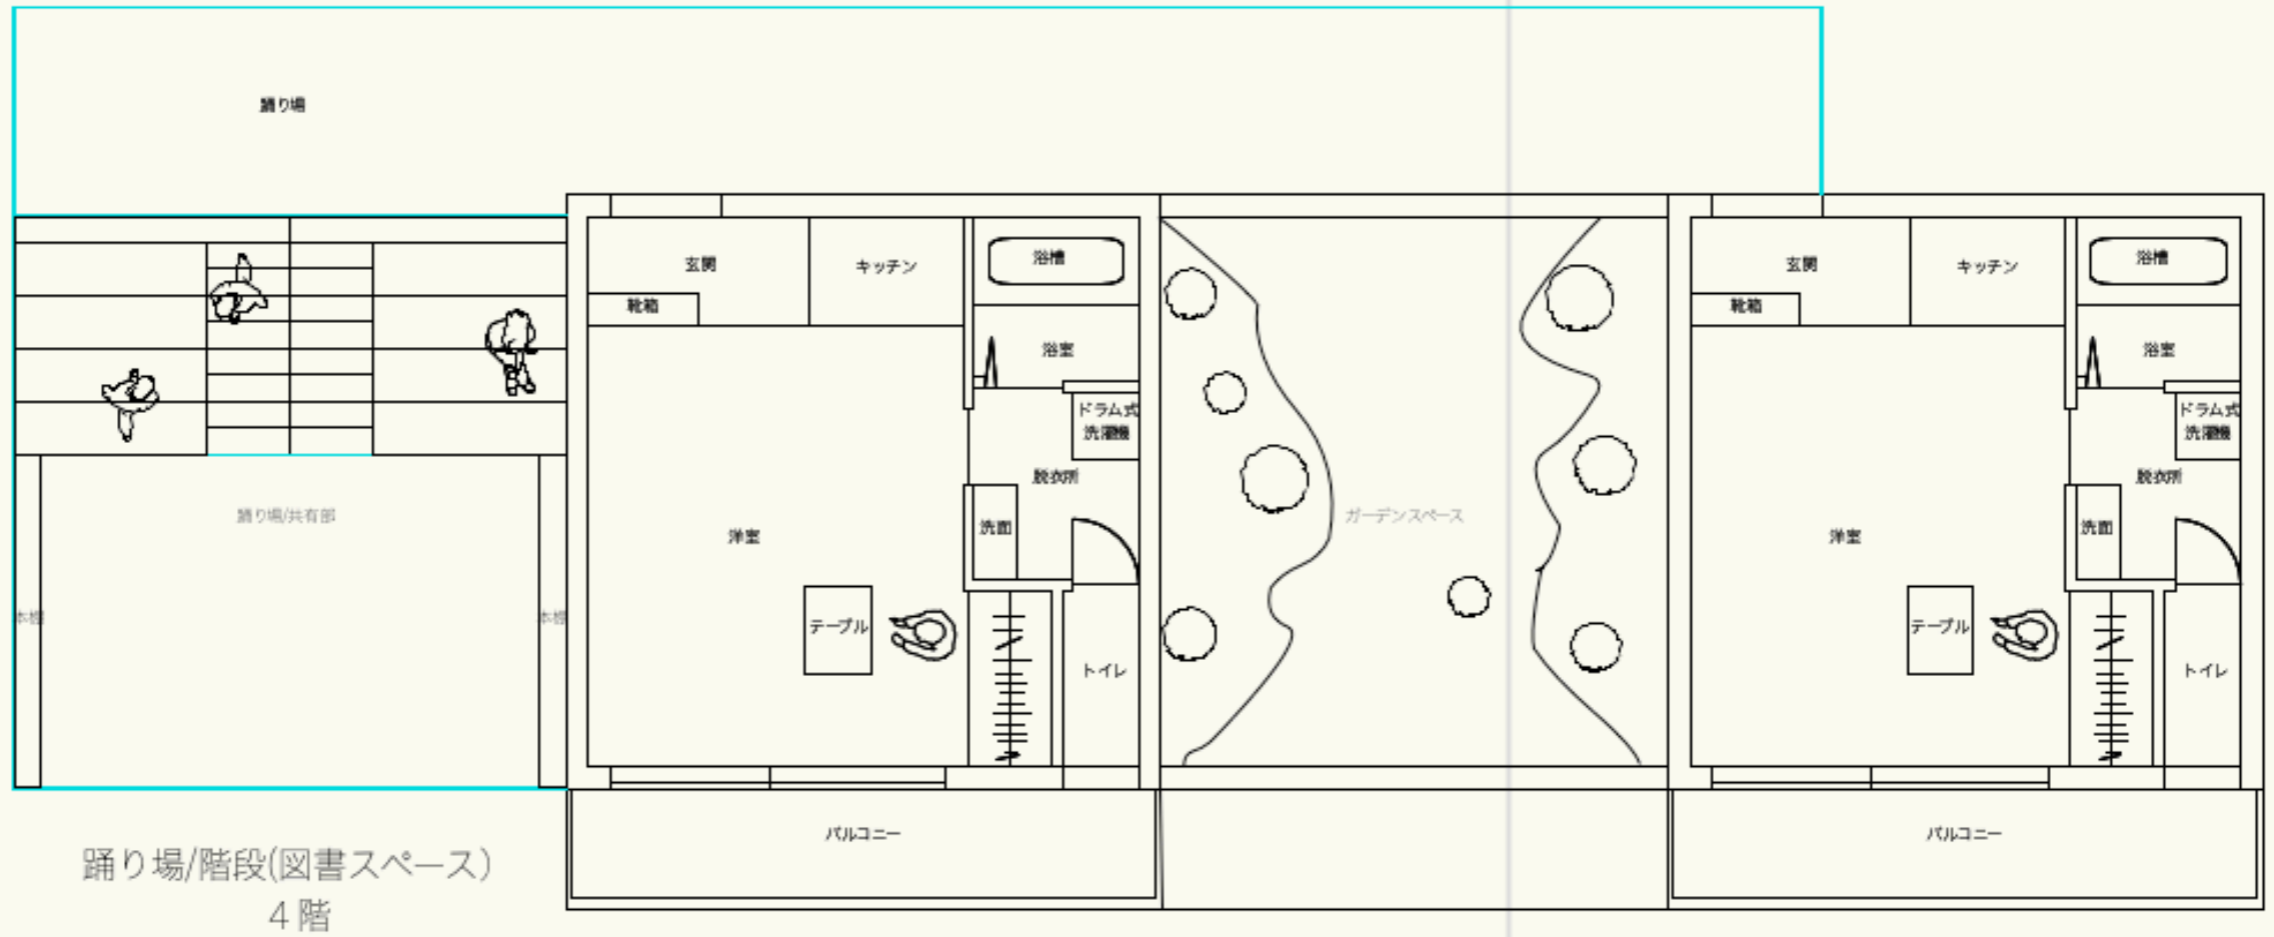 踊り場
玄関
キッチン
浴槽
靴箱
浴室
ドラム式
洗濯機
脱衣所
洗面
洋室
テーブル
トイレ
バルコニー
踊り場/共有部
本棚
本棚
ガーデンスペース
玄関
キッチン
浴槽
靴箱
浴室
ドラム式
洗濯機
脱衣所
洗面
洋室
テーブル
トイレ
バルコニー
踊り場/階段(図書スペース)
4階